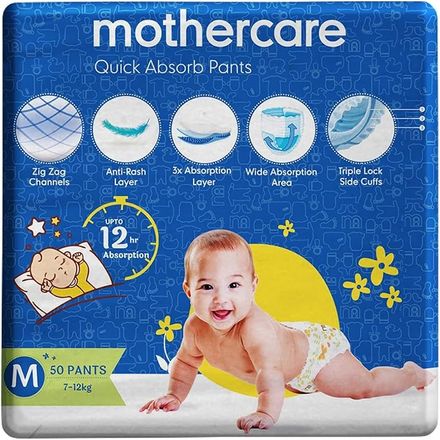 mothercare
Quick Absorb Pants
Zig Zag
Channels
Anti-Rash
Layer
3x Absorption
Layer
Wide Absorption
Area
Triple Lock
Side Cuffs
UPTO
12 hr
Absorption
M
50 PANTS
7-12kg